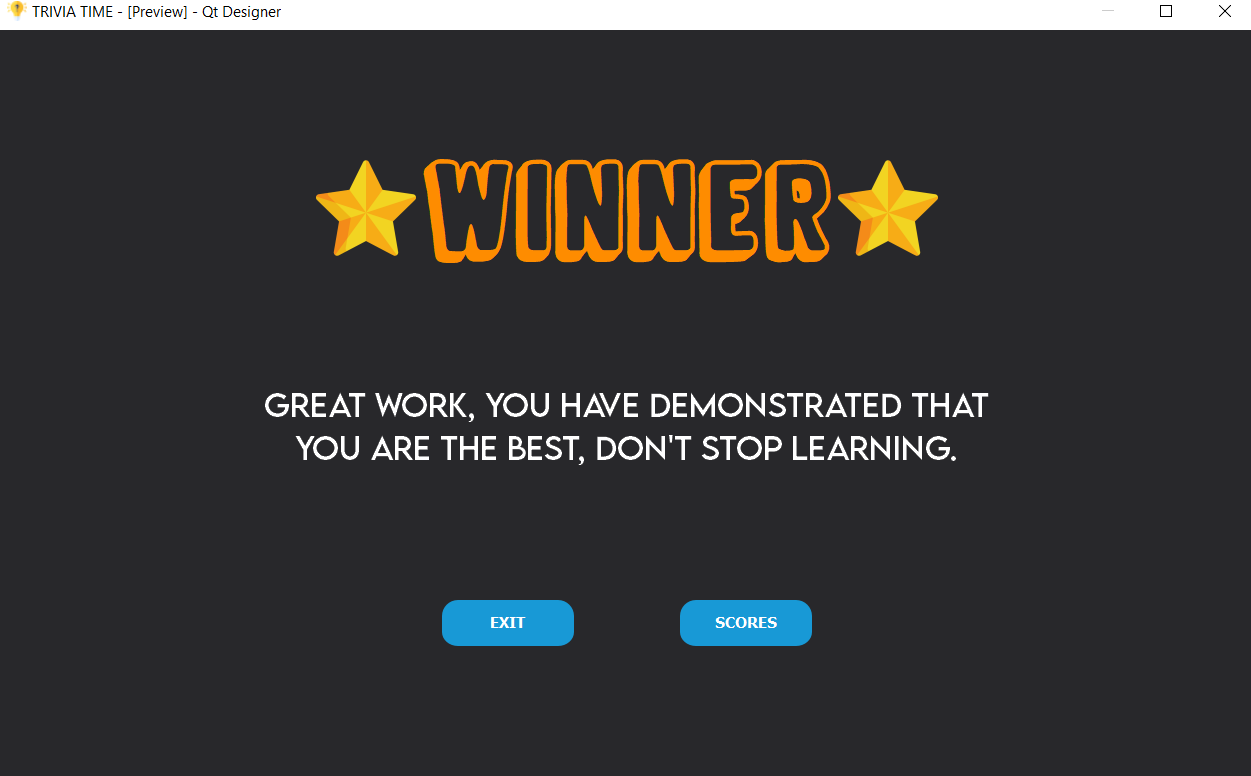 TRIVIA TIME - [Preview] - Qt Designer
WINNER
GREAT WORK, YOU HAVE DEMONSTRATED THAT
YOU ARE THE BEST, DON'T STOP LEARNING.
EXIT
SCORES